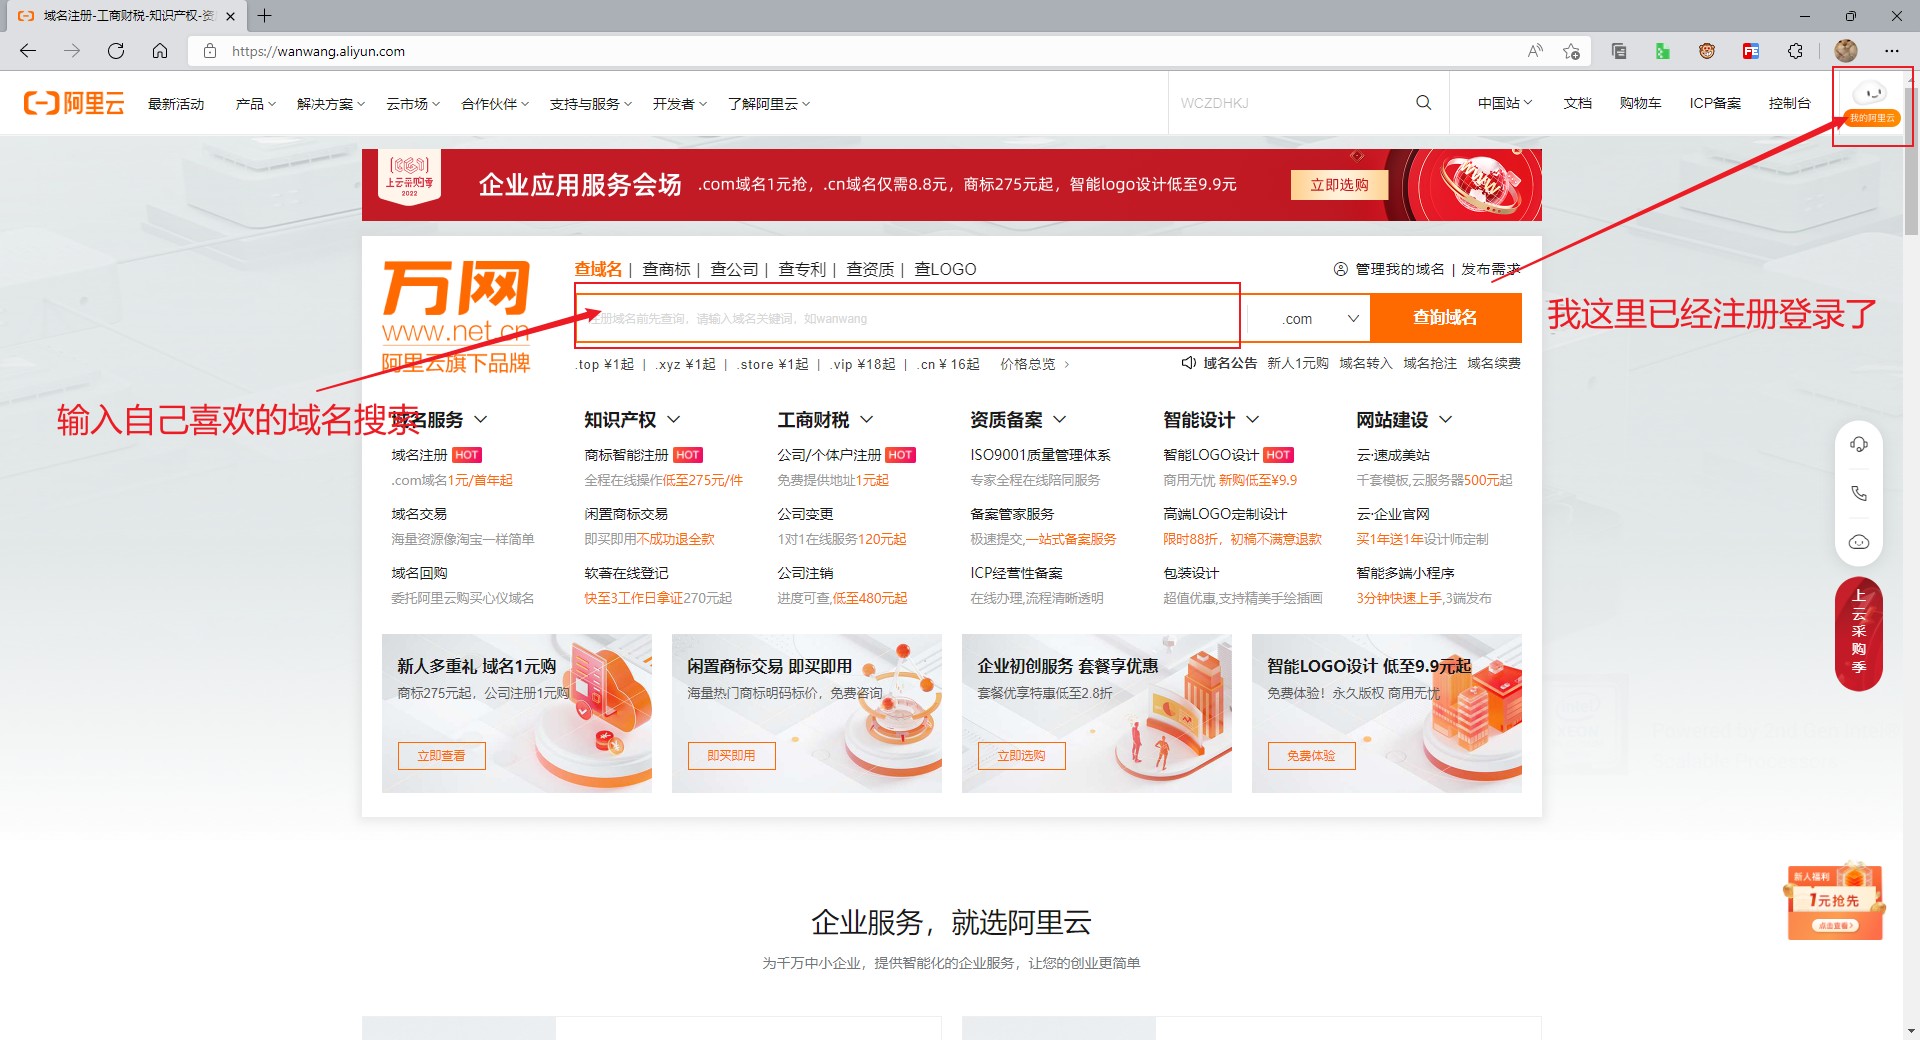 域名注册-工商财税-知识产权-资
https://wanwang.aliyun.com
阿里云
最新活动 产品 解决方案 云市场 合作伙伴 支持与服务 开发者 了解阿里云
WCZDHKJ
中国站 文档 购物车 ICP备案 控制台
我的阿里云
上云采购季
2022
企业应用服务会场 .com域名1元抢，.cn域名仅需8.8元，商标275元起，智能logo设计低至9.9元
立即选购
WWW
万网
www.net.cn
阿里云旗下品牌
查域名 | 查商标 | 查公司 | 查专利 | 查资质 | 查LOGO
管理我的域名 | 发布需求
注册域名前先查询，请输入域名关键词，如wanwang
.com
查询域名
我这里已经注册登录了
.top ¥1起 | .xyz ¥1起 | .store ¥1起 | .vip ¥18起 | .cn ¥ 16起 价格总览
域名公告 新人1元购 域名转入 域名抢注 域名续费
输入自己喜欢的域名搜索
域名服务 知识产权 工商财税 资质备案 智能设计 网站建设
域名注册 HOT 商标智能注册 HOT 公司/个体户注册 HOT ISO9001质量管理体系 智能LOGO设计 HOT 云·速成美站
.com域名1元/首年起 全程在线操作低至275元/件 免费提供地址1元起 专家全程在线陪同服务 商用无忧 新购低至¥9.9 千套模板,云服务器500元起
域名交易 闲置商标交易 公司变更 备案管家服务 高端LOGO定制设计 云·企业官网
海量资源像淘宝一样简单 即买即用不成功退全款 1对1在线服务120元起 极速提交,一站式备案服务 限时88折，初稿不满意退款 买1年送1年设计师定制
域名回购 软著在线登记 公司注销 ICP经营性备案 包装设计 智能多端小程序
委托阿里云购买心仪域名 快至3工作日拿证270元起 进度可查,低至480元起 在线办理,流程清晰透明 超值优惠,支持精美手绘插画 3分钟快速上手,3端发布
新人多重礼 域名1元购 闲置商标交易 即买即用 企业初创服务 套餐享优惠 智能LOGO设计 低至9.9元起
商标275元起，公司注册1元购 海量热门商标明码标价，免费咨询 套餐优享特惠低至2.8折 免费体验！永久版权 商用无忧
立即查看 即买即用 立即选购 免费体验
上云采购季
新人福利
1元抢先
点击查看>
企业服务，就选阿里云
为千万中小企业，提供智能化的企业服务，让您的创业更简单